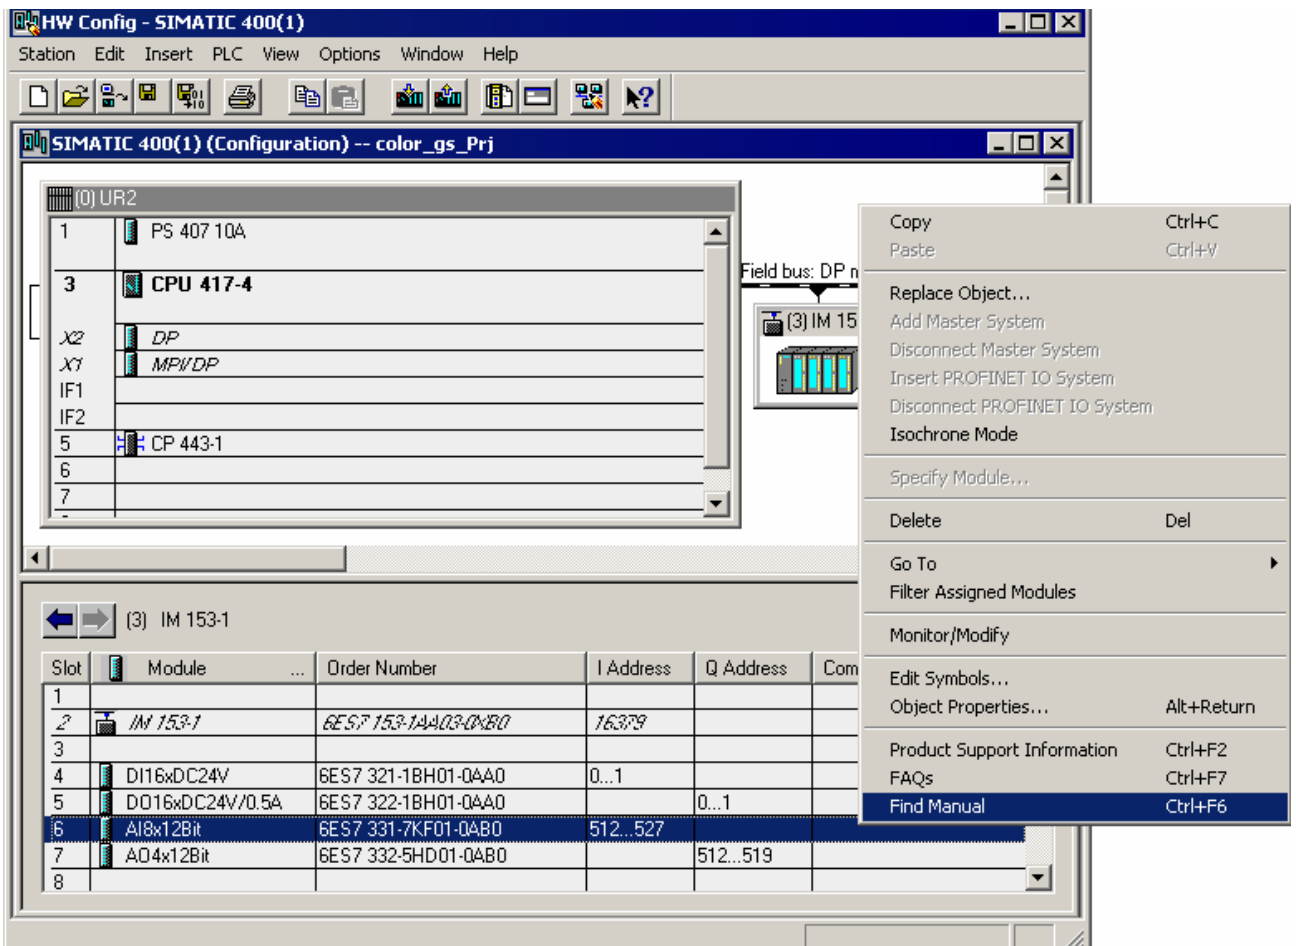 HW Config - SIMATIC 400(1)
Station Edit Insert PLC View Options Window Help
SIMATIC 400(1) (Configuration) -- color_gs_Prj
(0) UR2
1 PS 407 10A
3 CPU 417-4
X2 DP
X1 MPI/DP
IF1
IF2
5 CP 443-1
6
7
Field bus: DP
(3) IM 15
Copy Ctrl+C
Paste Ctrl+V
Replace Object...
Add Master System
Disconnect Master System
Insert PROFINET IO System
Disconnect PROFINET IO System
Isochrone Mode
Specify Module...
Delete Del
Go To
Filter Assigned Modules
Monitor/Modify
Edit Symbols...
Object Properties... Alt+Return
Product Support Information Ctrl+F2
FAQs Ctrl+F7
Find Manual Ctrl+F6
(3) IM 153-1
Slot Module ... Order Number I Address Q Address Com
1
2 IM 153-1 6ES7 153-1AA03-0XB0 16379
3
4 DI16xDC24V 6ES7 321-1BH01-0AA0 0...1
5 DO16xDC24V/0.5A 6ES7 322-1BH01-0AA0 0...1
6 AI8x12Bit 6ES7 331-7KF01-0AB0 512...527
7 AO4x12Bit 6ES7 332-5HD01-0AB0 512...519
8